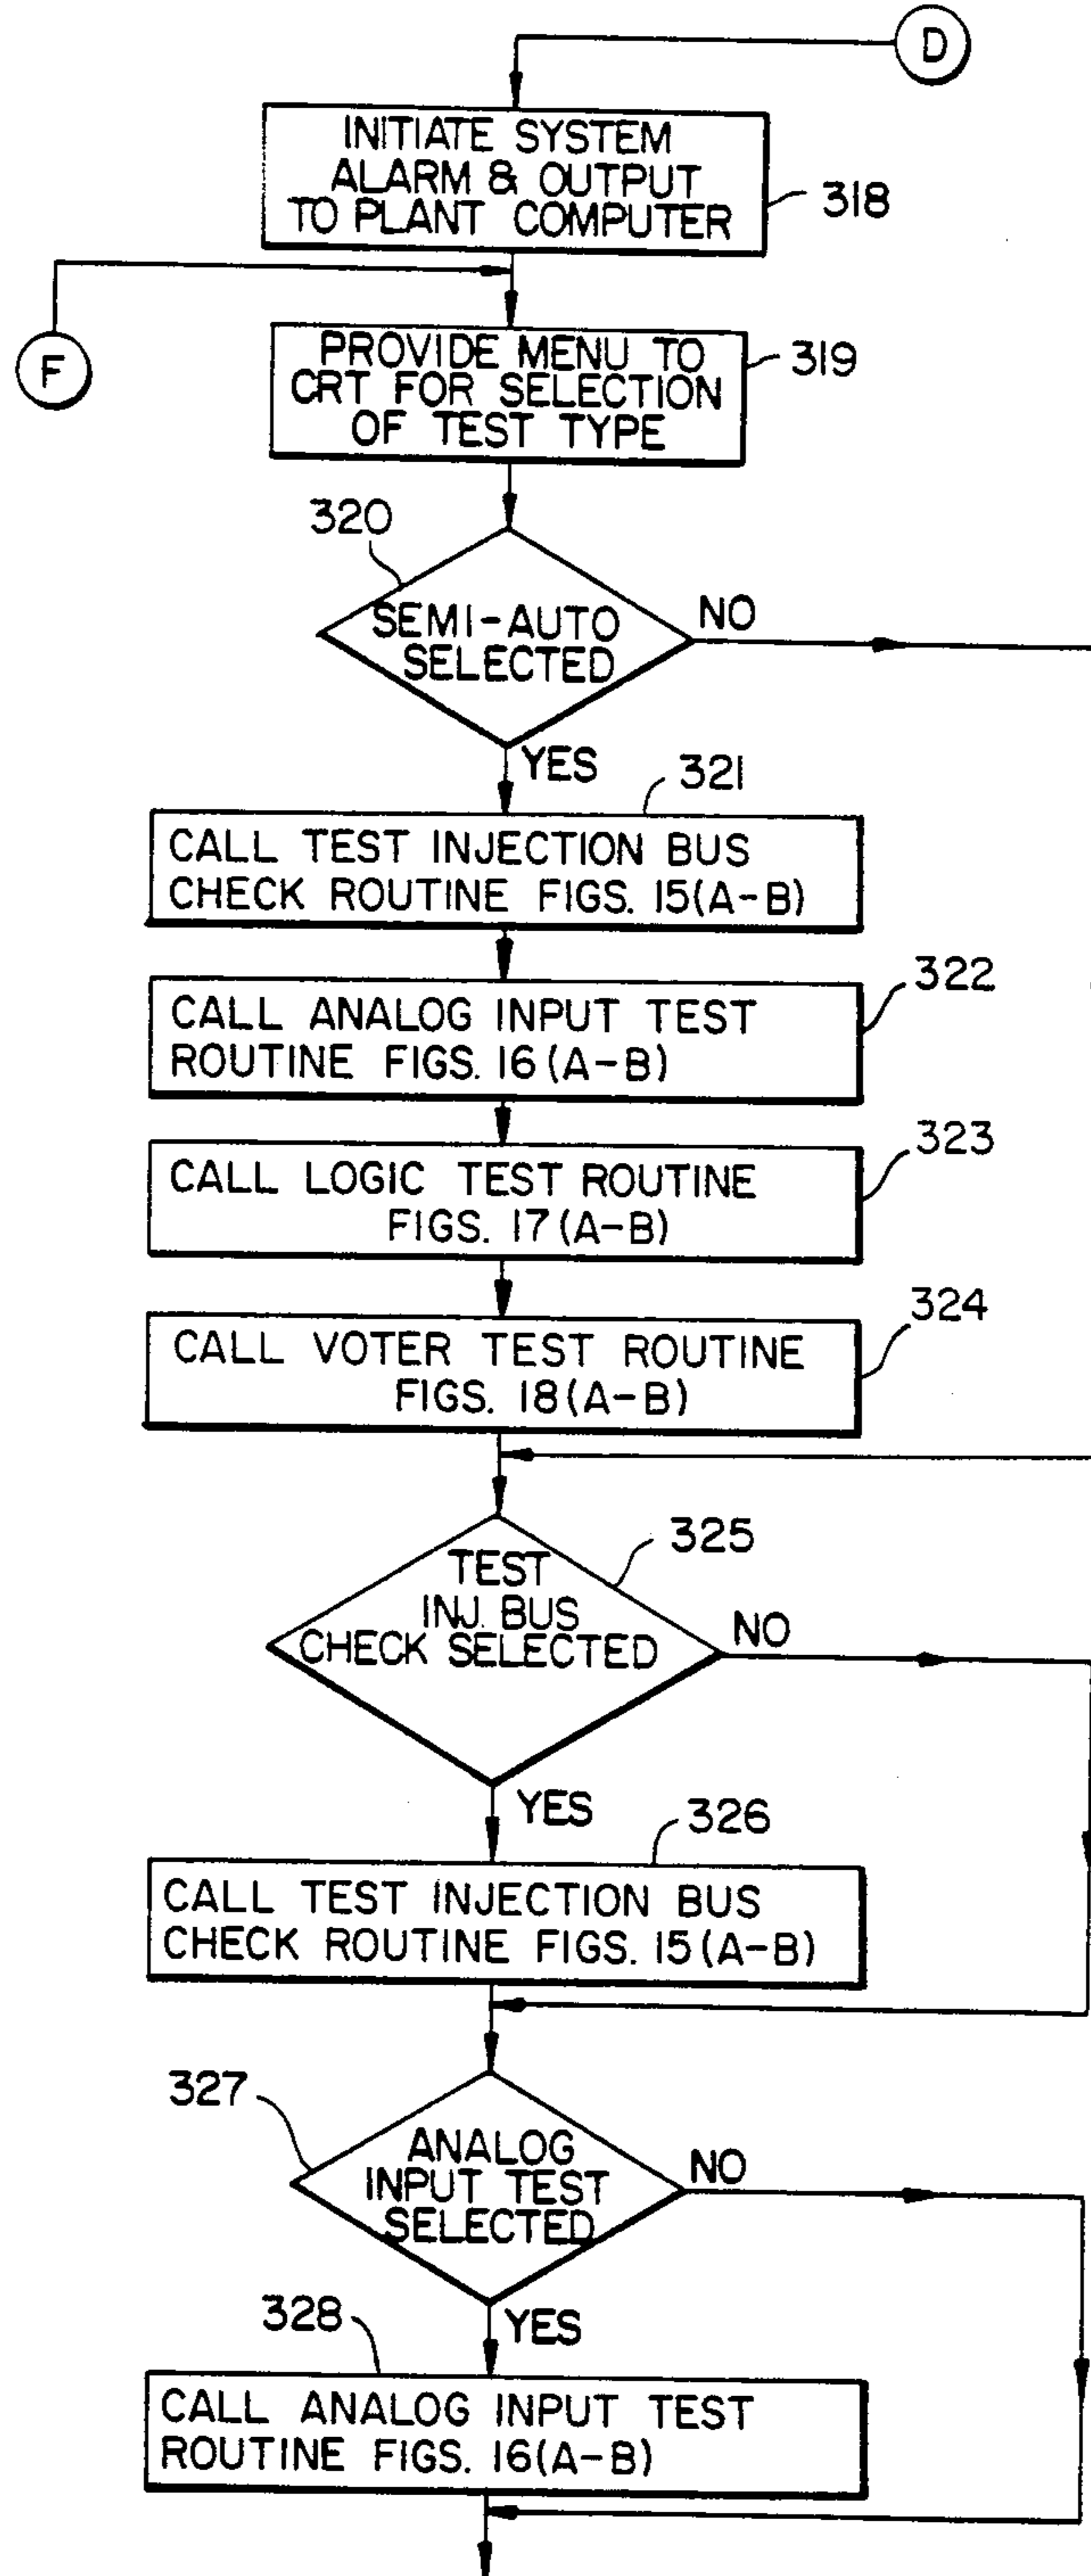 D
INITIATE SYSTEM
ALARM & OUTPUT
TO PLANT COMPUTER
318
F
PROVIDE MENU TO
CRT FOR SELECTION
OF TEST TYPE
319
320
SEMI-AUTO
SELECTED
NO
YES
321
CALL TEST INJECTION BUS
CHECK ROUTINE FIGS. 15(A-B)
322
CALL ANALOG INPUT TEST
ROUTINE FIGS. 16(A-B)
323
CALL LOGIC TEST ROUTINE
FIGS. 17(A-B)
324
CALL VOTER TEST ROUTINE
FIGS. 18(A-B)
325
TEST
INJ. BUS
CHECK SELECTED
NO
YES
326
CALL TEST INJECTION BUS
CHECK ROUTINE FIGS. 15(A-B)
327
ANALOG
INPUT TEST
SELECTED
NO
YES
328
CALL ANALOG INPUT TEST
ROUTINE FIGS. 16(A-B)